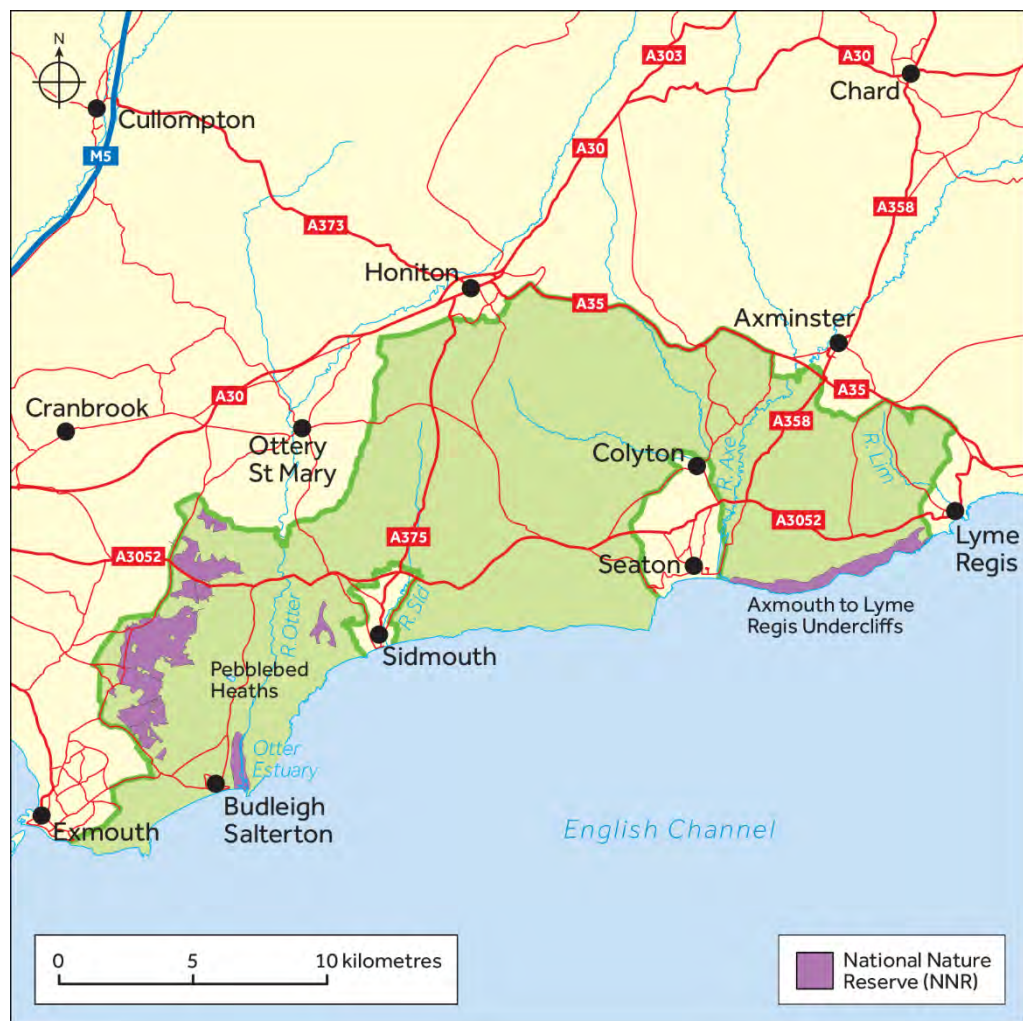 N
A303
A30
Chard
Cullompton
M5
A30
A373
A358
Honiton
A35
Axminster
A30
A35
Cranbrook
Ottery
St Mary
A358
Colyton
R. Axe
R. Lim
A375
A3052
A3052
Lyme
Regis
Seaton
R. Otter
R. Sid
Axmouth to Lyme
Regis Undercliffs
Sidmouth
Pebblebed
Heaths
Otter
Estuary
Budleigh
Salterton
Exmouth
English Channel
0 5 10 kilometres
National Nature
Reserve (NNR)